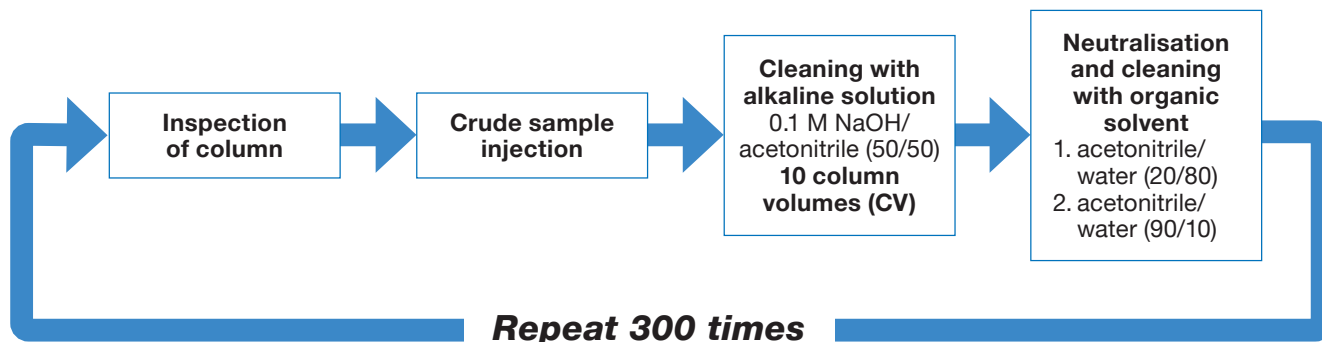 Inspection
of column
Crude sample
injection
Cleaning with
alkaline solution
0.1 M NaOH/
acetonitrile (50/50)
10 column
volumes (CV)
Neutralisation
and cleaning
with organic
solvent
1. acetonitrile/
water (20/80)
2. acetonitrile/
water (90/10)
Repeat 300 times